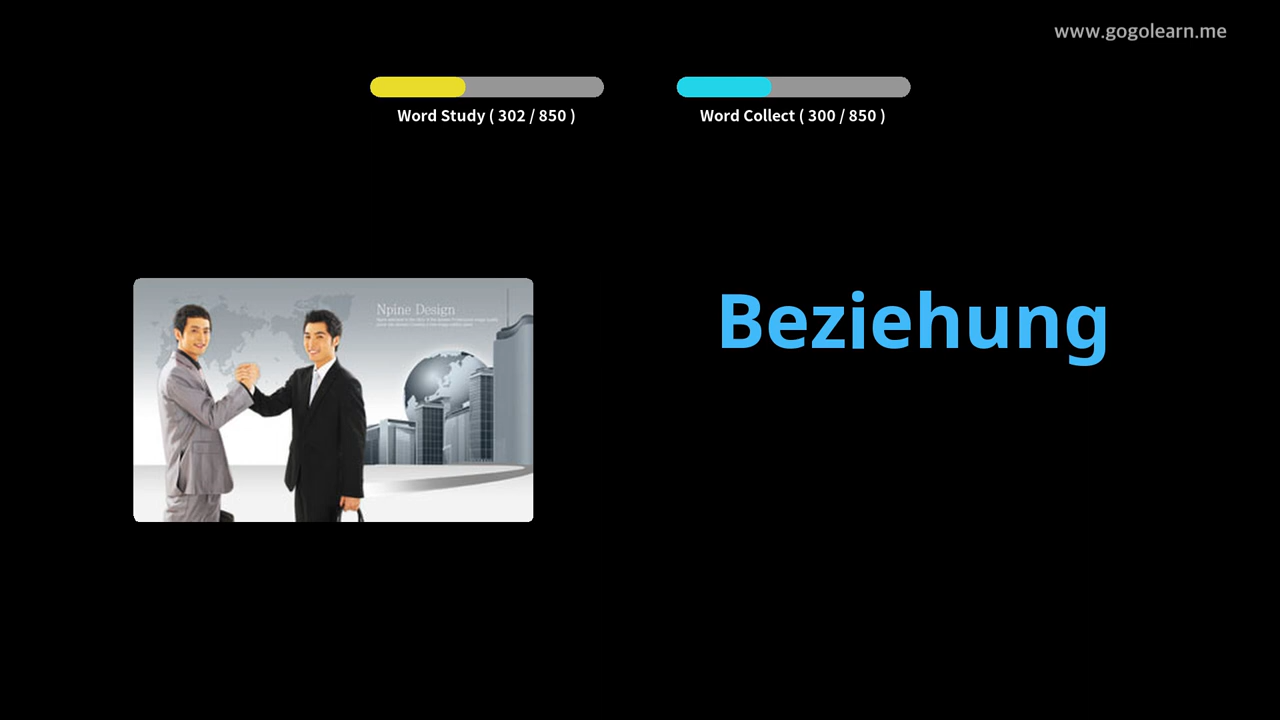 www.gogolearn.me
Word Study ( 302 / 850 )
Word Collect ( 300 / 850 )
Npine Design
Beziehung